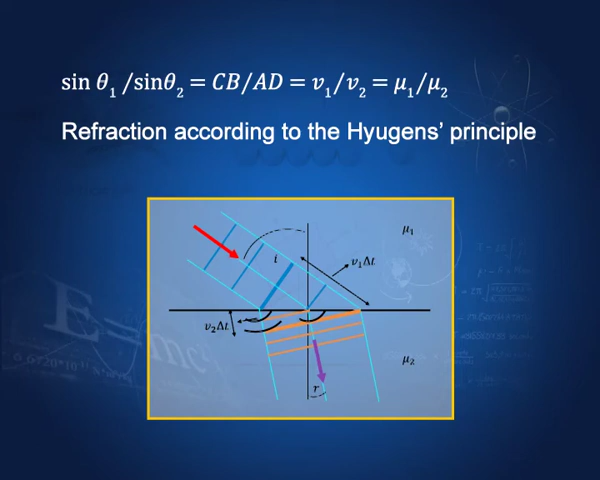 sin θ₁ /sinθ₂ = CB/AD = v₁/v₂ = μ₁/μ₂
Refraction according to the Hyugens’ principle
μ₁
i
v₁Δt
v₂Δt
μ₂
r